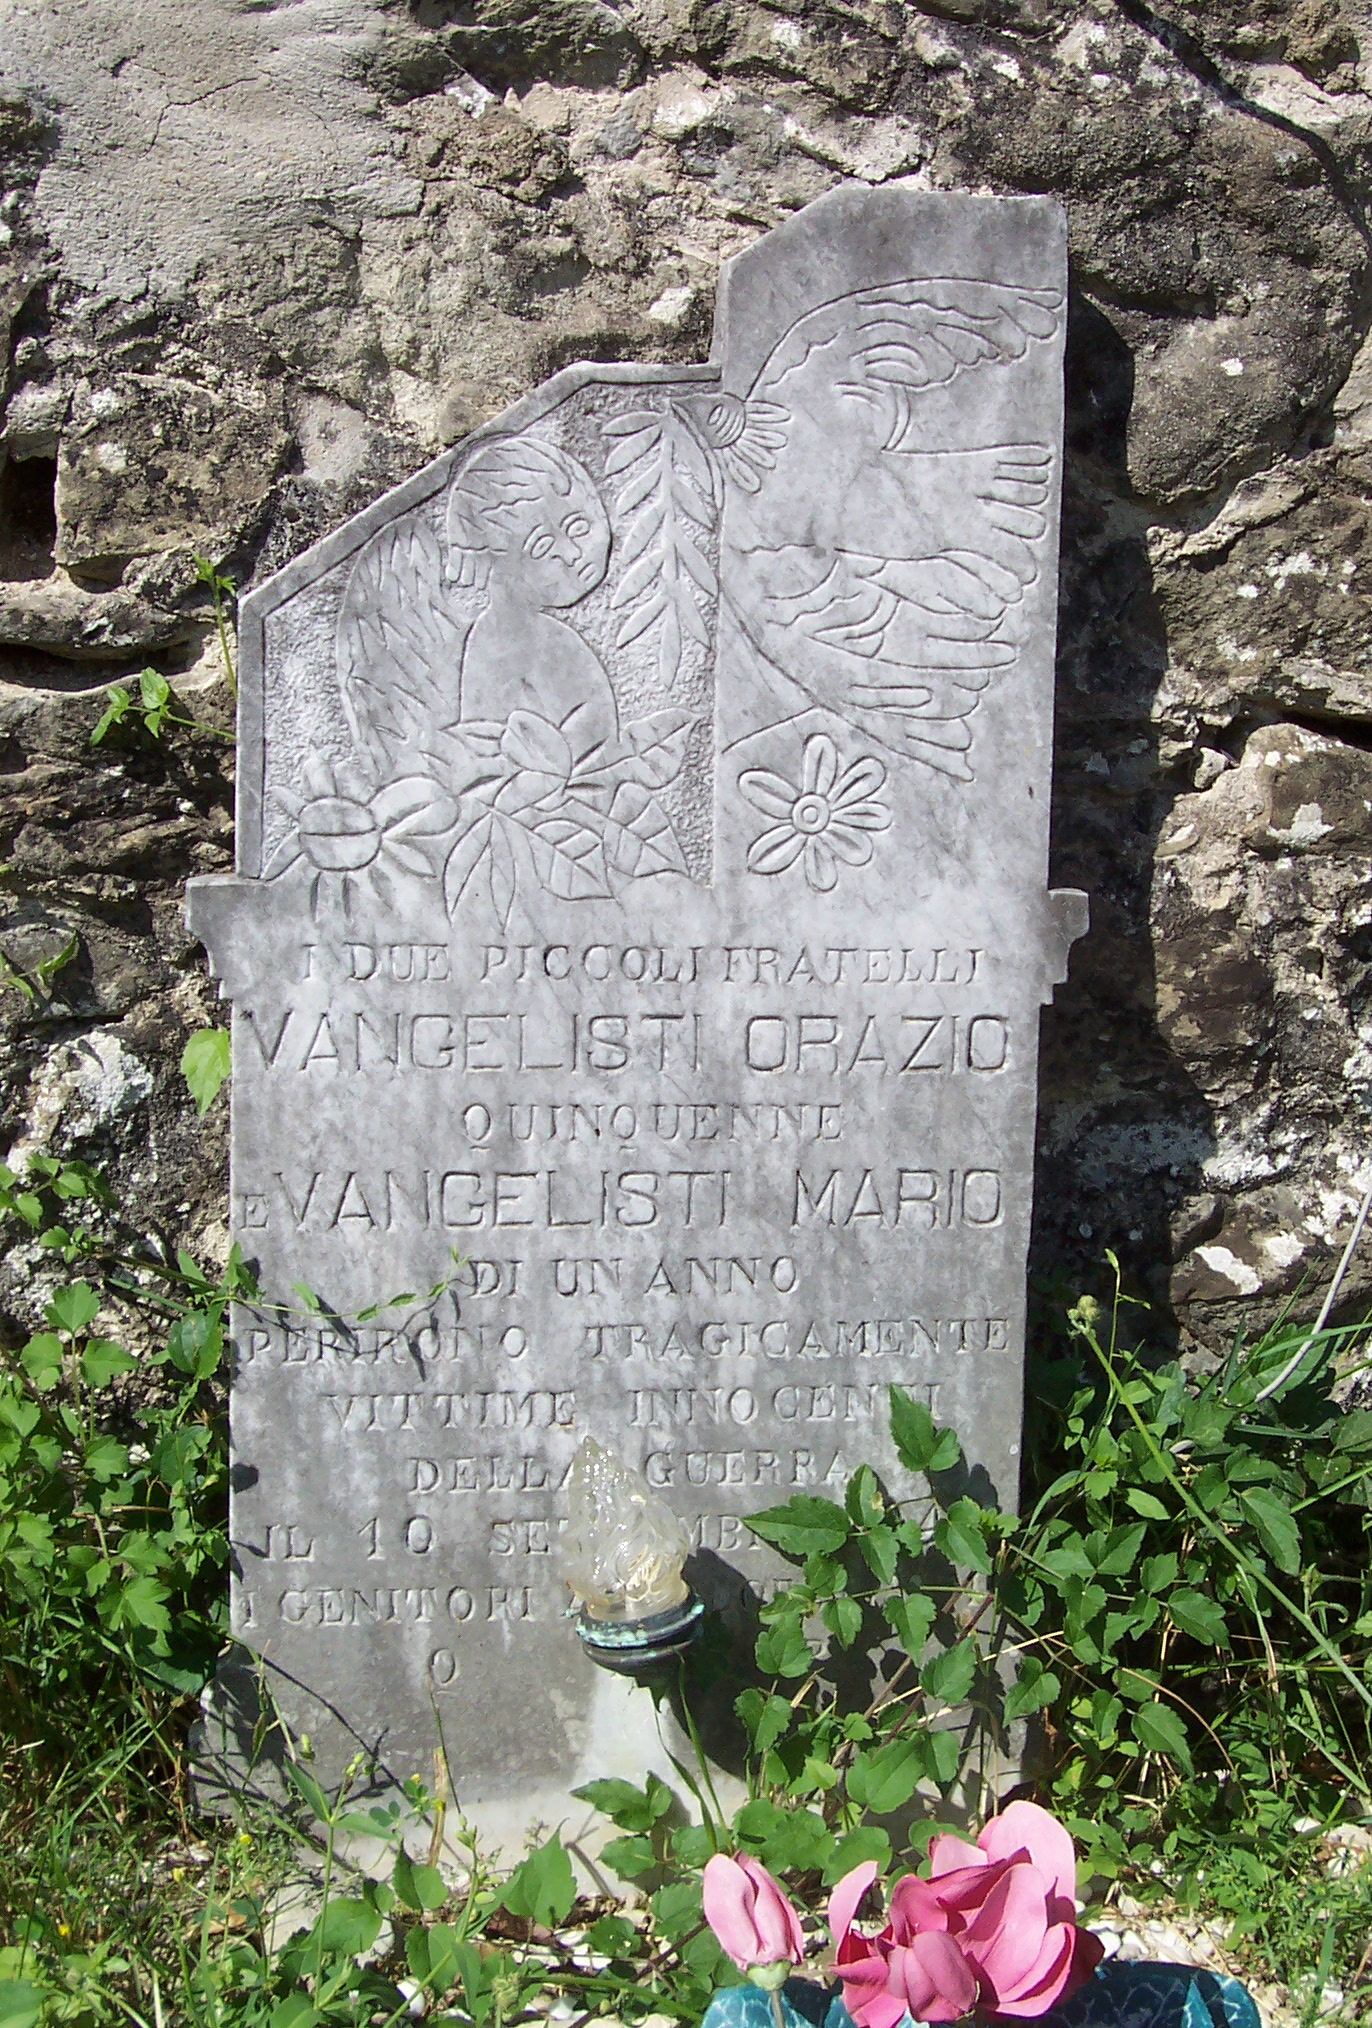 I DUE PICCOLI FRATELLI
VANGELISTI ORAZIO
QUINQUENNE
E VANGELISTI MARIO
DI UN ANNO
PERIRONO TRAGICAMENTE
VITTIME INNOCENTI
DELLA GUERRA
IL 10
I GENITORI